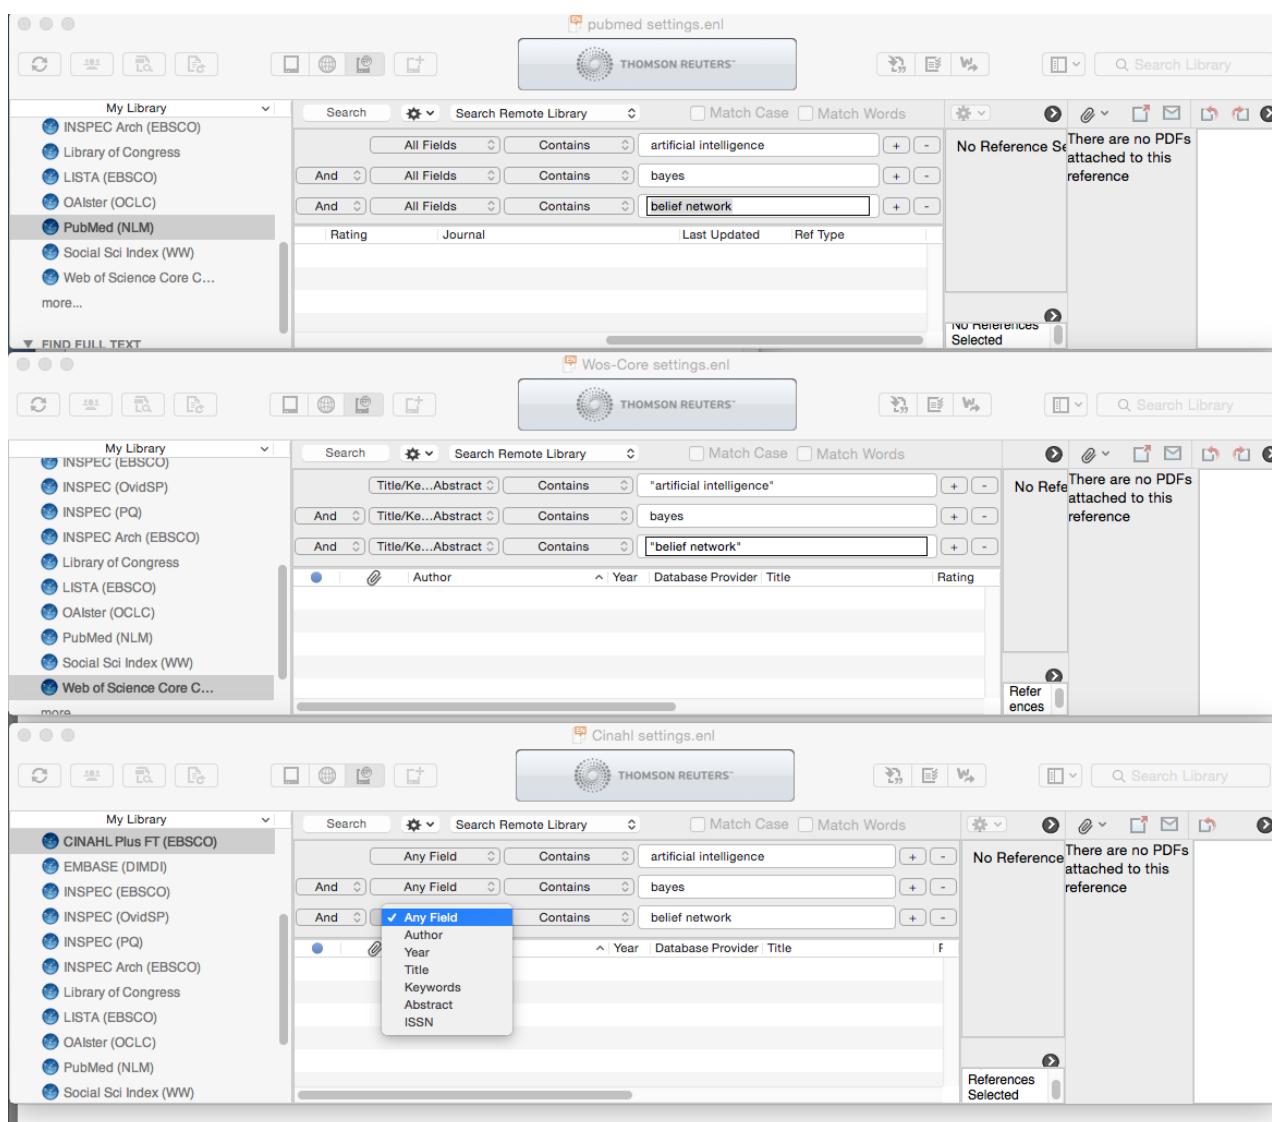 pubmed settings.enl
THOMSON REUTERS™
Search Library
My Library
Search
Search Remote Library
Match Case
Match Words
INSPEC Arch (EBSCO)
Library of Congress
LISTA (EBSCO)
OAIster (OCLC)
PubMed (NLM)
Social Sci Index (WW)
Web of Science Core C...
more...
FIND FULL TEXT
All Fields Contains artificial intelligence + -
And All Fields Contains bayes + -
And All Fields Contains belief network + -
Rating Journal Last Updated Ref Type
No Reference Se
There are no PDFs
attached to this
reference
No References
Selected
Wos-Core settings.enl
THOMSON REUTERS™
Search Library
My Library
Search
Search Remote Library
Match Case
Match Words
INSPEC (EBSCO)
INSPEC (OvidSP)
INSPEC (PQ)
INSPEC Arch (EBSCO)
Library of Congress
LISTA (EBSCO)
OAIster (OCLC)
PubMed (NLM)
Social Sci Index (WW)
Web of Science Core C...
more
Title/Ke...Abstract Contains "artificial intelligence" + -
And Title/Ke...Abstract Contains bayes + -
And Title/Ke...Abstract Contains "belief network" + -
Author Year Database Provider Title Rating
No Refe
There are no PDFs
attached to this
reference
Refer
ences
Cinahl settings.enl
THOMSON REUTERS™
Search Library
My Library
Search
Search Remote Library
Match Case
Match Words
CINAHL Plus FT (EBSCO)
EMBASE (DIMDI)
INSPEC (EBSCO)
INSPEC (OvidSP)
INSPEC (PQ)
INSPEC Arch (EBSCO)
Library of Congress
LISTA (EBSCO)
OAIster (OCLC)
PubMed (NLM)
Social Sci Index (WW)
Any Field Contains artificial intelligence + -
And Any Field Contains bayes + -
And Any Field Contains belief network + -
Author
Year
Title
Keywords
Abstract
ISSN
Year Database Provider Title
No Reference
There are no PDFs
attached to this
reference
References
Selected